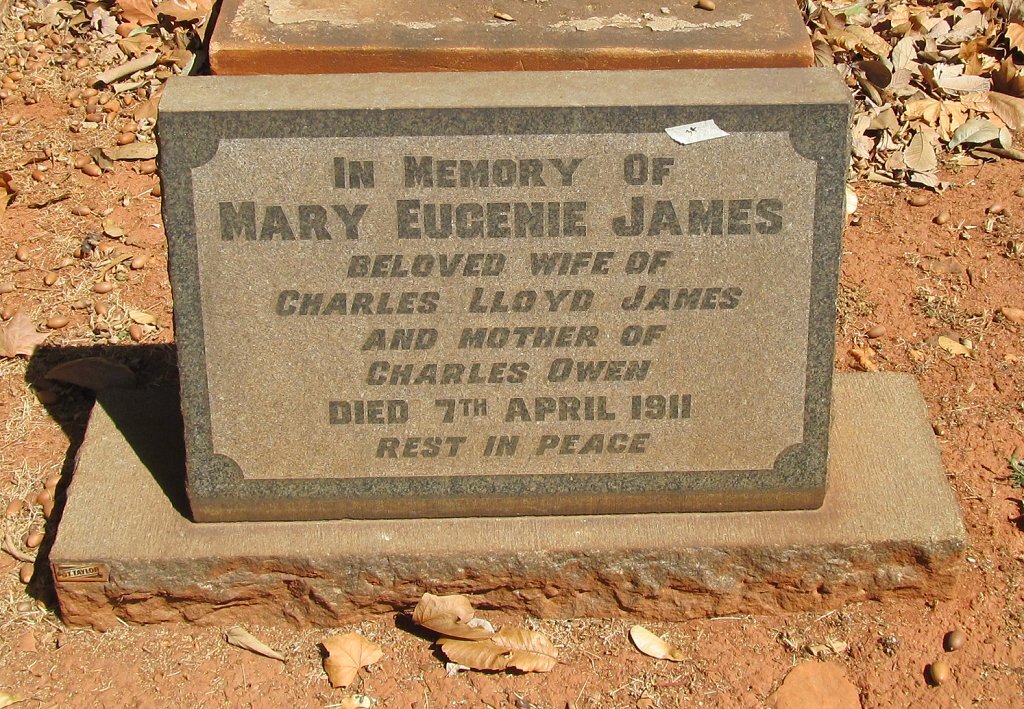 In Memory Of
Mary Eugenie James
BELOVED WIFE OF
Charles Lloyd James
AND MOTHER OF
Charles Owen
DIED 7TH APRIL 1911
REST IN PEACE
TAYLOR